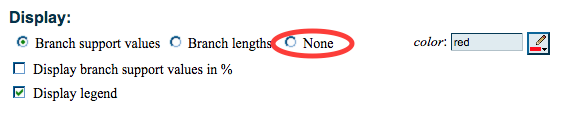 Display:
Branch support values Branch lengths None color: red
Display branch support values in %
Display legend